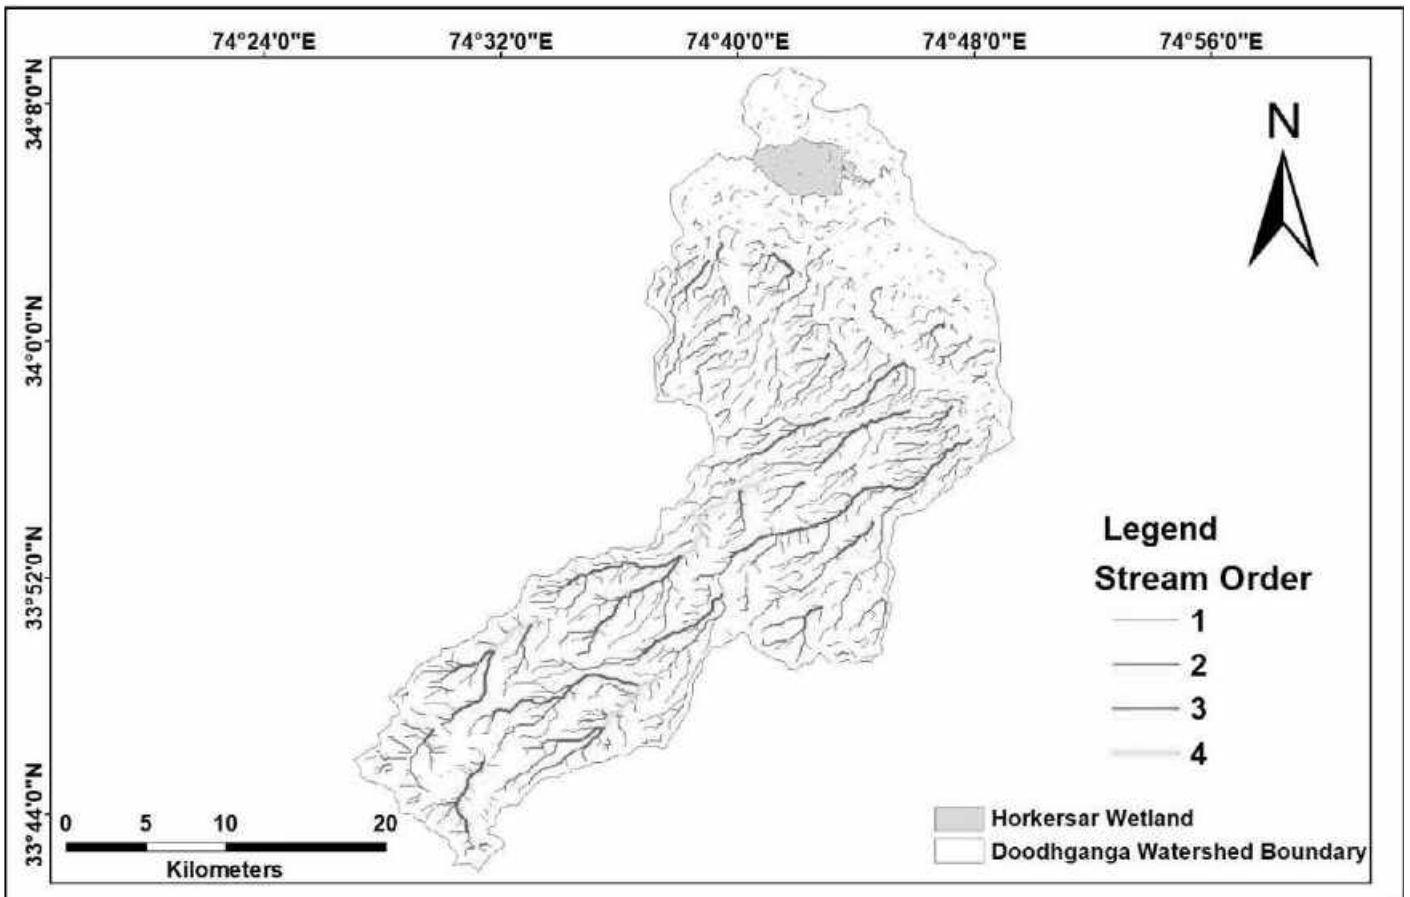 74°24'0"E 74°32'0"E 74°40'0"E 74°48'0"E 74°56'0"E
34°8'0"N
34°0'0"N
33°52'0"N
33°44'0"N
N
Legend
Stream Order
1
2
3
4
Horkersar Wetland
Doodhganga Watershed Boundary
0 5 10 20
Kilometers